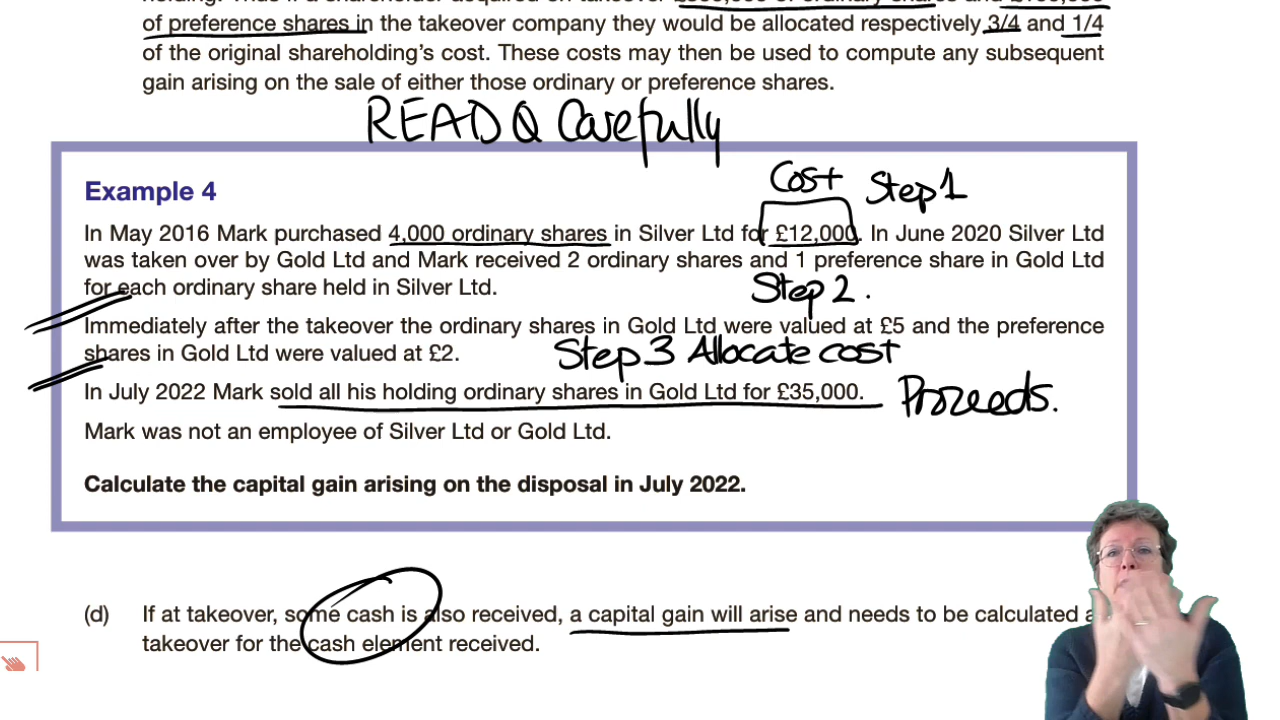 of preference shares in the takeover company they would be allocated respectively 3/4 and 1/4
of the original shareholding's cost. These costs may then be used to compute any subsequent
gain arising on the sale of either those ordinary or preference shares.
READ Q Carefully
Example 4
Cost Step 1
In May 2016 Mark purchased 4,000 ordinary shares in Silver Ltd for £12,000. In June 2020 Silver Ltd
was taken over by Gold Ltd and Mark received 2 ordinary shares and 1 preference share in Gold Ltd
for each ordinary share held in Silver Ltd.
Step 2.
Immediately after the takeover the ordinary shares in Gold Ltd were valued at £5 and the preference
shares in Gold Ltd were valued at £2.
Step 3 Allocate cost
In July 2022 Mark sold all his holding ordinary shares in Gold Ltd for £35,000.
Proceeds.
Mark was not an employee of Silver Ltd or Gold Ltd.
Calculate the capital gain arising on the disposal in July 2022.
(d) If at takeover, some cash is also received, a capital gain will arise and needs to be calculated
takeover for the cash element received.